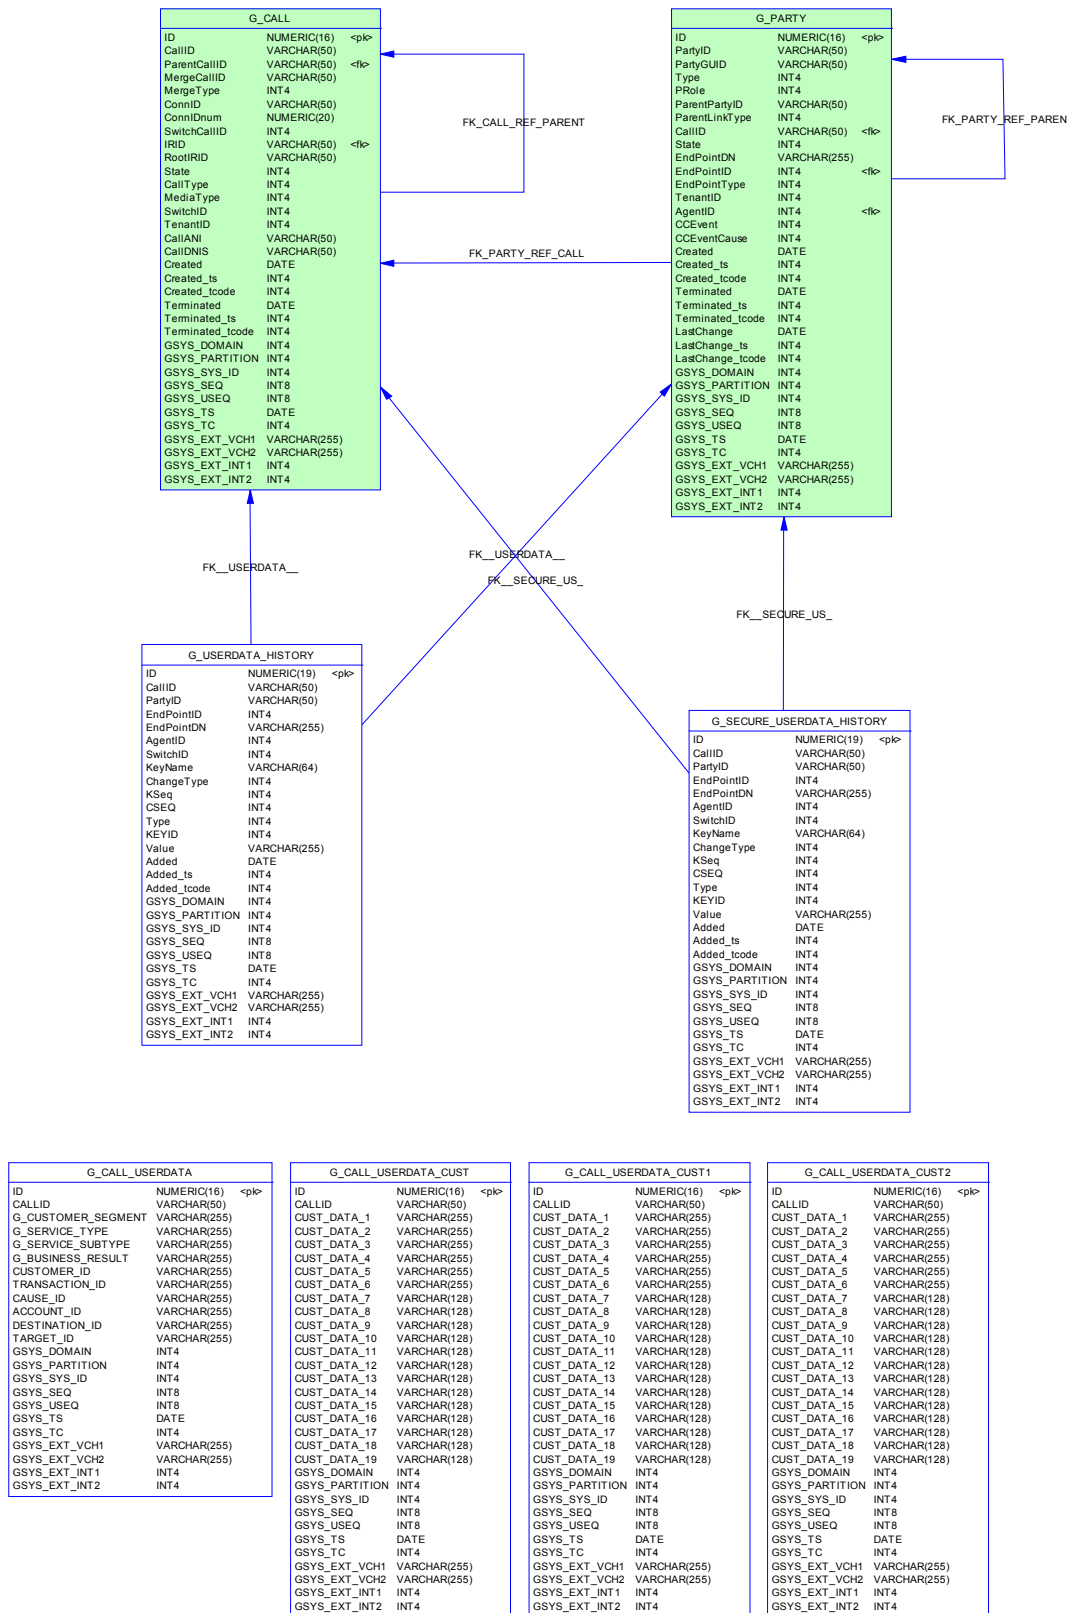 G_CALL
ID NUMERIC(16) <pk>
CallID VARCHAR(50)
ParentCallID VARCHAR(50) <fk>
MergeCallID VARCHAR(50)
MergeType INT4
ConnID VARCHAR(50)
ConnIDnum NUMERIC(20)
SwitchCallID INT4
IRID VARCHAR(50) <fk>
RootIRID VARCHAR(50)
State INT4
CallType INT4
MediaType INT4
SwitchID INT4
TenantID INT4
CallANI VARCHAR(50)
CallDNIS VARCHAR(50)
Created DATE
Created_ts INT4
Created_tcode INT4
Terminated DATE
Terminated_ts INT4
Terminated_tcode INT4
GSYS_DOMAIN INT4
GSYS_PARTITION INT4
GSYS_SYS_ID INT4
GSYS_SEQ INT8
GSYS_USEQ INT8
GSYS_TS DATE
GSYS_TC INT4
GSYS_EXT_VCH1 VARCHAR(255)
GSYS_EXT_VCH2 VARCHAR(255)
GSYS_EXT_INT1 INT4
GSYS_EXT_INT2 INT4
FK_CALL_REF_PARENT
FK_PARTY_REF_CALL
G_PARTY
ID NUMERIC(16) <pk>
PartyID VARCHAR(50)
PartyGUID VARCHAR(50)
Type INT4
PRole INT4
ParentPartyID VARCHAR(50)
ParentLinkType INT4
CallID VARCHAR(50) <fk>
State INT4
EndPointDN VARCHAR(255)
EndPointID INT4 <fk>
EndPointType INT4
TenantID INT4
AgentID INT4 <fk>
CCEvent INT4
CCEventCause INT4
Created DATE
Created_ts INT4
Created_tcode INT4
Terminated DATE
Terminated_ts INT4
Terminated_tcode INT4
LastChange DATE
LastChange_ts INT4
LastChange_tcode INT4
GSYS_DOMAIN INT4
GSYS_PARTITION INT4
GSYS_SYS_ID INT4
GSYS_SEQ INT8
GSYS_USEQ INT8
GSYS_TS DATE
GSYS_TC INT4
GSYS_EXT_VCH1 VARCHAR(255)
GSYS_EXT_VCH2 VARCHAR(255)
GSYS_EXT_INT1 INT4
GSYS_EXT_INT2 INT4
FK_PARTY_REF_PAREN
FK__USERDATA__
FK__USERDATA__
FK__SECURE_US_
FK__SECURE_US_
G_USERDATA_HISTORY
ID NUMERIC(19) <pk>
CallID VARCHAR(50)
PartyID VARCHAR(50)
EndPointID INT4
EndPointDN VARCHAR(255)
AgentID INT4
SwitchID INT4
KeyName VARCHAR(64)
ChangeType INT4
KSeq INT4
CSEQ INT4
Type INT4
KEYID INT4
Value VARCHAR(255)
Added DATE
Added_ts INT4
Added_tcode INT4
GSYS_DOMAIN INT4
GSYS_PARTITION INT4
GSYS_SYS_ID INT4
GSYS_SEQ INT8
GSYS_USEQ INT8
GSYS_TS DATE
GSYS_TC INT4
GSYS_EXT_VCH1 VARCHAR(255)
GSYS_EXT_VCH2 VARCHAR(255)
GSYS_EXT_INT1 INT4
GSYS_EXT_INT2 INT4
G_SECURE_USERDATA_HISTORY
ID NUMERIC(19) <pk>
CallID VARCHAR(50)
PartyID VARCHAR(50)
EndPointID INT4
EndPointDN VARCHAR(255)
AgentID INT4
SwitchID INT4
KeyName VARCHAR(64)
ChangeType INT4
KSeq INT4
CSEQ INT4
Type INT4
KEYID INT4
Value VARCHAR(255)
Added DATE
Added_ts INT4
Added_tcode INT4
GSYS_DOMAIN INT4
GSYS_PARTITION INT4
GSYS_SYS_ID INT4
GSYS_SEQ INT8
GSYS_USEQ INT8
GSYS_TS DATE
GSYS_TC INT4
GSYS_EXT_VCH1 VARCHAR(255)
GSYS_EXT_VCH2 VARCHAR(255)
GSYS_EXT_INT1 INT4
GSYS_EXT_INT2 INT4
G_CALL_USERDATA
ID NUMERIC(16) <pk>
CALLID VARCHAR(50)
G_CUSTOMER_SEGMENT VARCHAR(255)
G_SERVICE_TYPE VARCHAR(255)
G_SERVICE_SUBTYPE VARCHAR(255)
G_BUSINESS_RESULT VARCHAR(255)
CUSTOMER_ID VARCHAR(255)
TRANSACTION_ID VARCHAR(255)
CAUSE_ID VARCHAR(255)
ACCOUNT_ID VARCHAR(255)
DESTINATION_ID VARCHAR(255)
TARGET_ID VARCHAR(255)
GSYS_DOMAIN INT4
GSYS_PARTITION INT4
GSYS_SYS_ID INT4
GSYS_SEQ INT8
GSYS_USEQ INT8
GSYS_TS DATE
GSYS_TC INT4
GSYS_EXT_VCH1 VARCHAR(255)
GSYS_EXT_VCH2 VARCHAR(255)
GSYS_EXT_INT1 INT4
GSYS_EXT_INT2 INT4
G_CALL_USERDATA_CUST
ID NUMERIC(16) <pk>
CALLID VARCHAR(50)
CUST_DATA_1 VARCHAR(255)
CUST_DATA_2 VARCHAR(255)
CUST_DATA_3 VARCHAR(255)
CUST_DATA_4 VARCHAR(255)
CUST_DATA_5 VARCHAR(255)
CUST_DATA_6 VARCHAR(255)
CUST_DATA_7 VARCHAR(128)
CUST_DATA_8 VARCHAR(128)
CUST_DATA_9 VARCHAR(128)
CUST_DATA_10 VARCHAR(128)
CUST_DATA_11 VARCHAR(128)
CUST_DATA_12 VARCHAR(128)
CUST_DATA_13 VARCHAR(128)
CUST_DATA_14 VARCHAR(128)
CUST_DATA_15 VARCHAR(128)
CUST_DATA_16 VARCHAR(128)
CUST_DATA_17 VARCHAR(128)
CUST_DATA_18 VARCHAR(128)
CUST_DATA_19 VARCHAR(128)
GSYS_DOMAIN INT4
GSYS_PARTITION INT4
GSYS_SYS_ID INT4
GSYS_SEQ INT8
GSYS_USEQ INT8
GSYS_TS DATE
GSYS_TC INT4
GSYS_EXT_VCH1 VARCHAR(255)
GSYS_EXT_VCH2 VARCHAR(255)
GSYS_EXT_INT1 INT4
GSYS_EXT_INT2 INT4
G_CALL_USERDATA_CUST1
ID NUMERIC(16) <pk>
CALLID VARCHAR(50)
CUST_DATA_1 VARCHAR(255)
CUST_DATA_2 VARCHAR(255)
CUST_DATA_3 VARCHAR(255)
CUST_DATA_4 VARCHAR(255)
CUST_DATA_5 VARCHAR(255)
CUST_DATA_6 VARCHAR(255)
CUST_DATA_7 VARCHAR(128)
CUST_DATA_8 VARCHAR(128)
CUST_DATA_9 VARCHAR(128)
CUST_DATA_10 VARCHAR(128)
CUST_DATA_11 VARCHAR(128)
CUST_DATA_12 VARCHAR(128)
CUST_DATA_13 VARCHAR(128)
CUST_DATA_14 VARCHAR(128)
CUST_DATA_15 VARCHAR(128)
CUST_DATA_16 VARCHAR(128)
CUST_DATA_17 VARCHAR(128)
CUST_DATA_18 VARCHAR(128)
CUST_DATA_19 VARCHAR(128)
GSYS_DOMAIN INT4
GSYS_PARTITION INT4
GSYS_SYS_ID INT4
GSYS_SEQ INT8
GSYS_USEQ INT8
GSYS_TS DATE
GSYS_TC INT4
GSYS_EXT_VCH1 VARCHAR(255)
GSYS_EXT_VCH2 VARCHAR(255)
GSYS_EXT_INT1 INT4
GSYS_EXT_INT2 INT4
G_CALL_USERDATA_CUST2
ID NUMERIC(16) <pk>
CALLID VARCHAR(50)
CUST_DATA_1 VARCHAR(255)
CUST_DATA_2 VARCHAR(255)
CUST_DATA_3 VARCHAR(255)
CUST_DATA_4 VARCHAR(255)
CUST_DATA_5 VARCHAR(255)
CUST_DATA_6 VARCHAR(255)
CUST_DATA_7 VARCHAR(128)
CUST_DATA_8 VARCHAR(128)
CUST_DATA_9 VARCHAR(128)
CUST_DATA_10 VARCHAR(128)
CUST_DATA_11 VARCHAR(128)
CUST_DATA_12 VARCHAR(128)
CUST_DATA_13 VARCHAR(128)
CUST_DATA_14 VARCHAR(128)
CUST_DATA_15 VARCHAR(128)
CUST_DATA_16 VARCHAR(128)
CUST_DATA_17 VARCHAR(128)
CUST_DATA_18 VARCHAR(128)
CUST_DATA_19 VARCHAR(128)
GSYS_DOMAIN INT4
GSYS_PARTITION INT4
GSYS_SYS_ID INT4
GSYS_SEQ INT8
GSYS_USEQ INT8
GSYS_TS DATE
GSYS_TC INT4
GSYS_EXT_VCH1 VARCHAR(255)
GSYS_EXT_VCH2 VARCHAR(255)
GSYS_EXT_INT1 INT4
GSYS_EXT_INT2 INT4